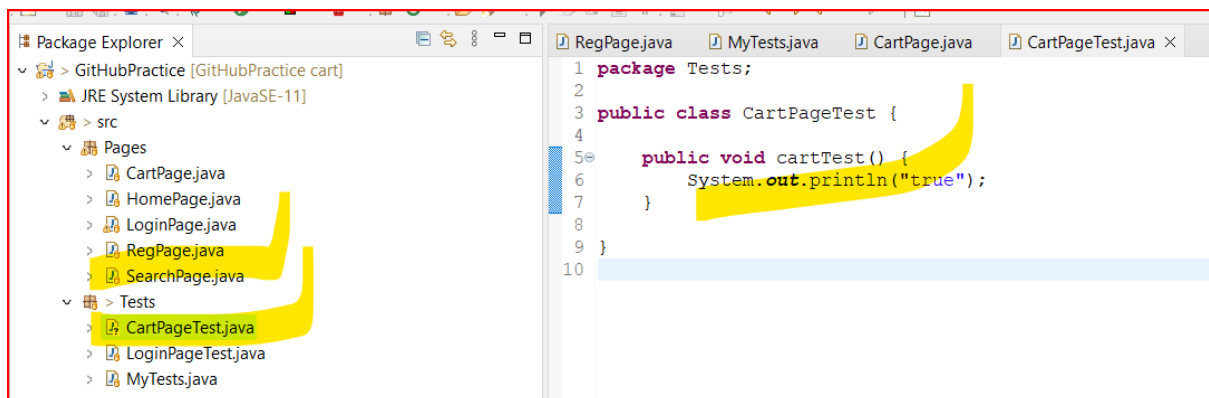 Package Explorer ×
> GitHubPractice [GitHubPractice cart]
JRE System Library [JavaSE-11]
> src
Pages
CartPage.java
HomePage.java
LoginPage.java
RegPage.java
SearchPage.java
> Tests
CartPageTest.java
LoginPageTest.java
MyTests.java
RegPage.java MyTests.java CartPage.java CartPageTest.java ×
1 package Tests;
2
3 public class CartPageTest {
4
5 public void cartTest() {
6 System.out.println("true");
7 }
8
9 }
10